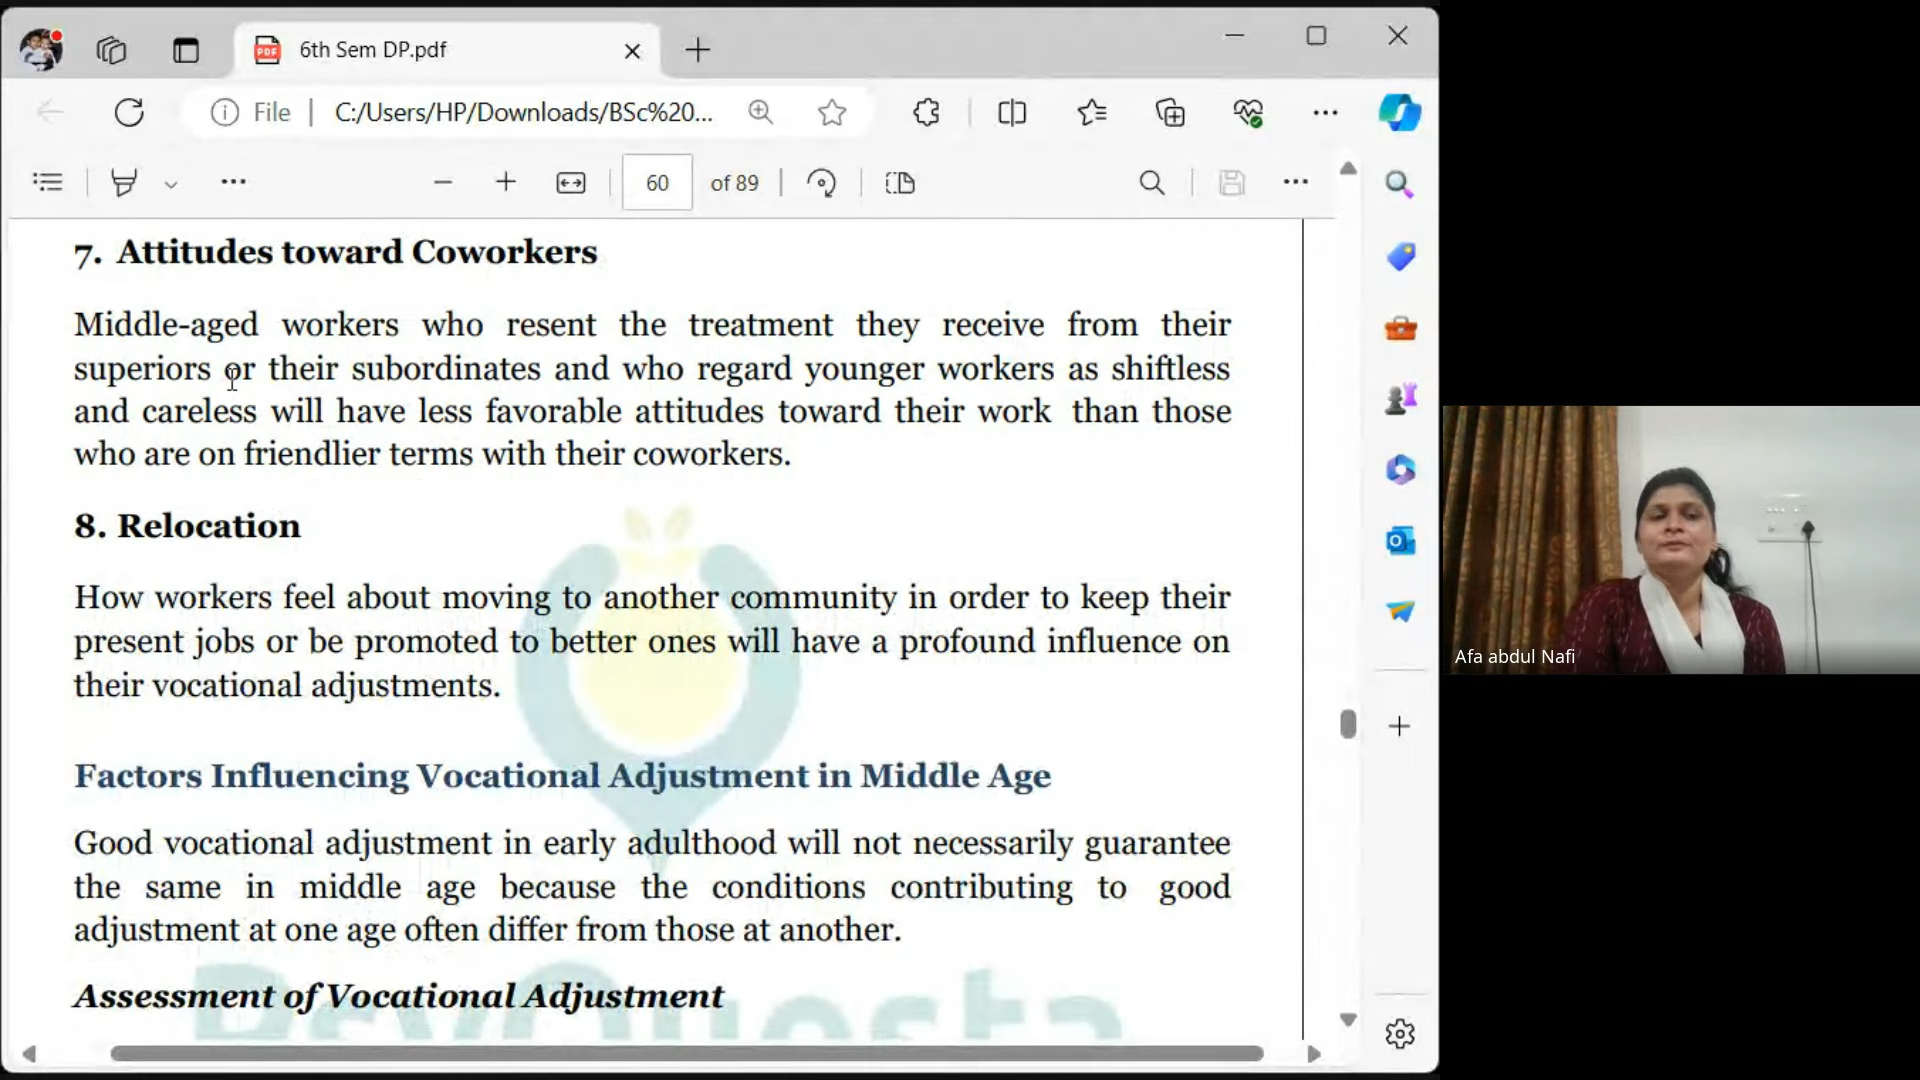 6th Sem DP.pdf
File
C:/Users/HP/Downloads/BSc%20...
60 of 89
7. Attitudes toward Coworkers
Middle-aged workers who resent the treatment they receive from their
superiors or their subordinates and who regard younger workers as shiftless
and careless will have less favorable attitudes toward their work than those
who are on friendlier terms with their coworkers.
8. Relocation
How workers feel about moving to another community in order to keep their
present jobs or be promoted to better ones will have a profound influence on
their vocational adjustments.
Factors Influencing Vocational Adjustment in Middle Age
Good vocational adjustment in early adulthood will not necessarily guarantee
the same in middle age because the conditions contributing to good
adjustment at one age often differ from those at another.
Assessment of Vocational Adjustment
Afa abdul Nafi